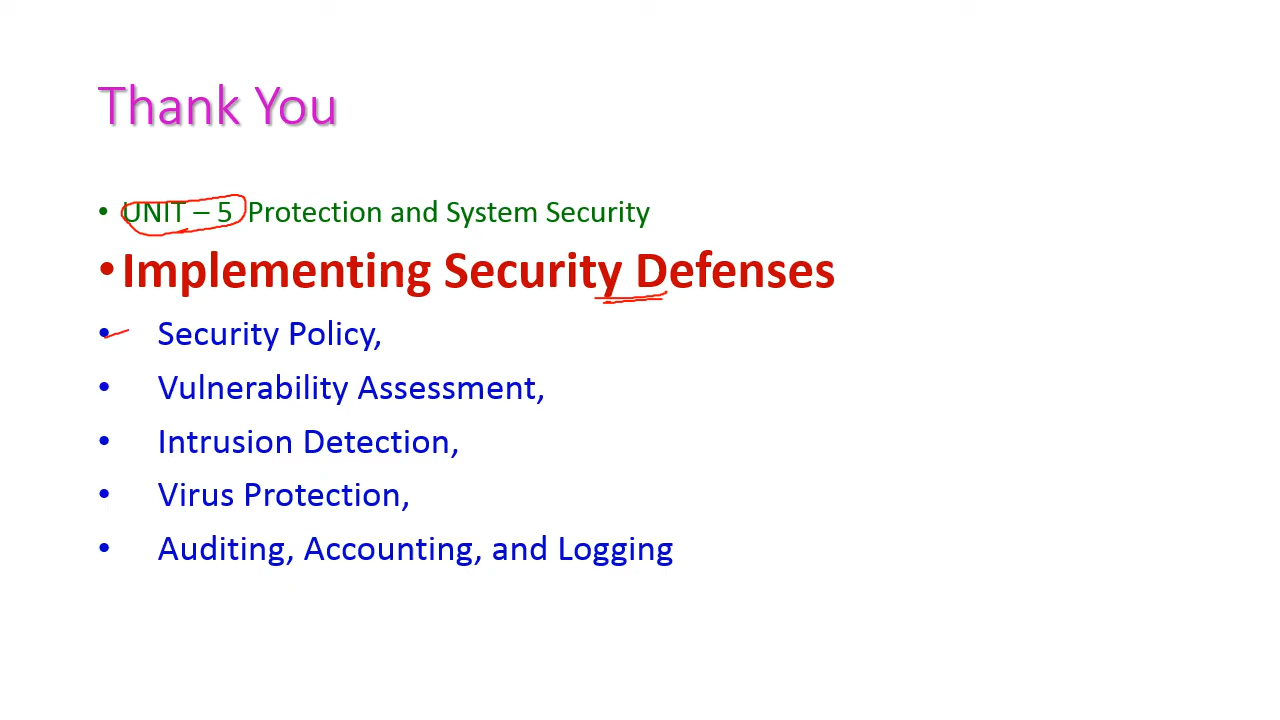 Thank You
• UNIT – 5 Protection and System Security
• Implementing Security Defenses
• Security Policy,
• Vulnerability Assessment,
• Intrusion Detection,
• Virus Protection,
• Auditing, Accounting, and Logging